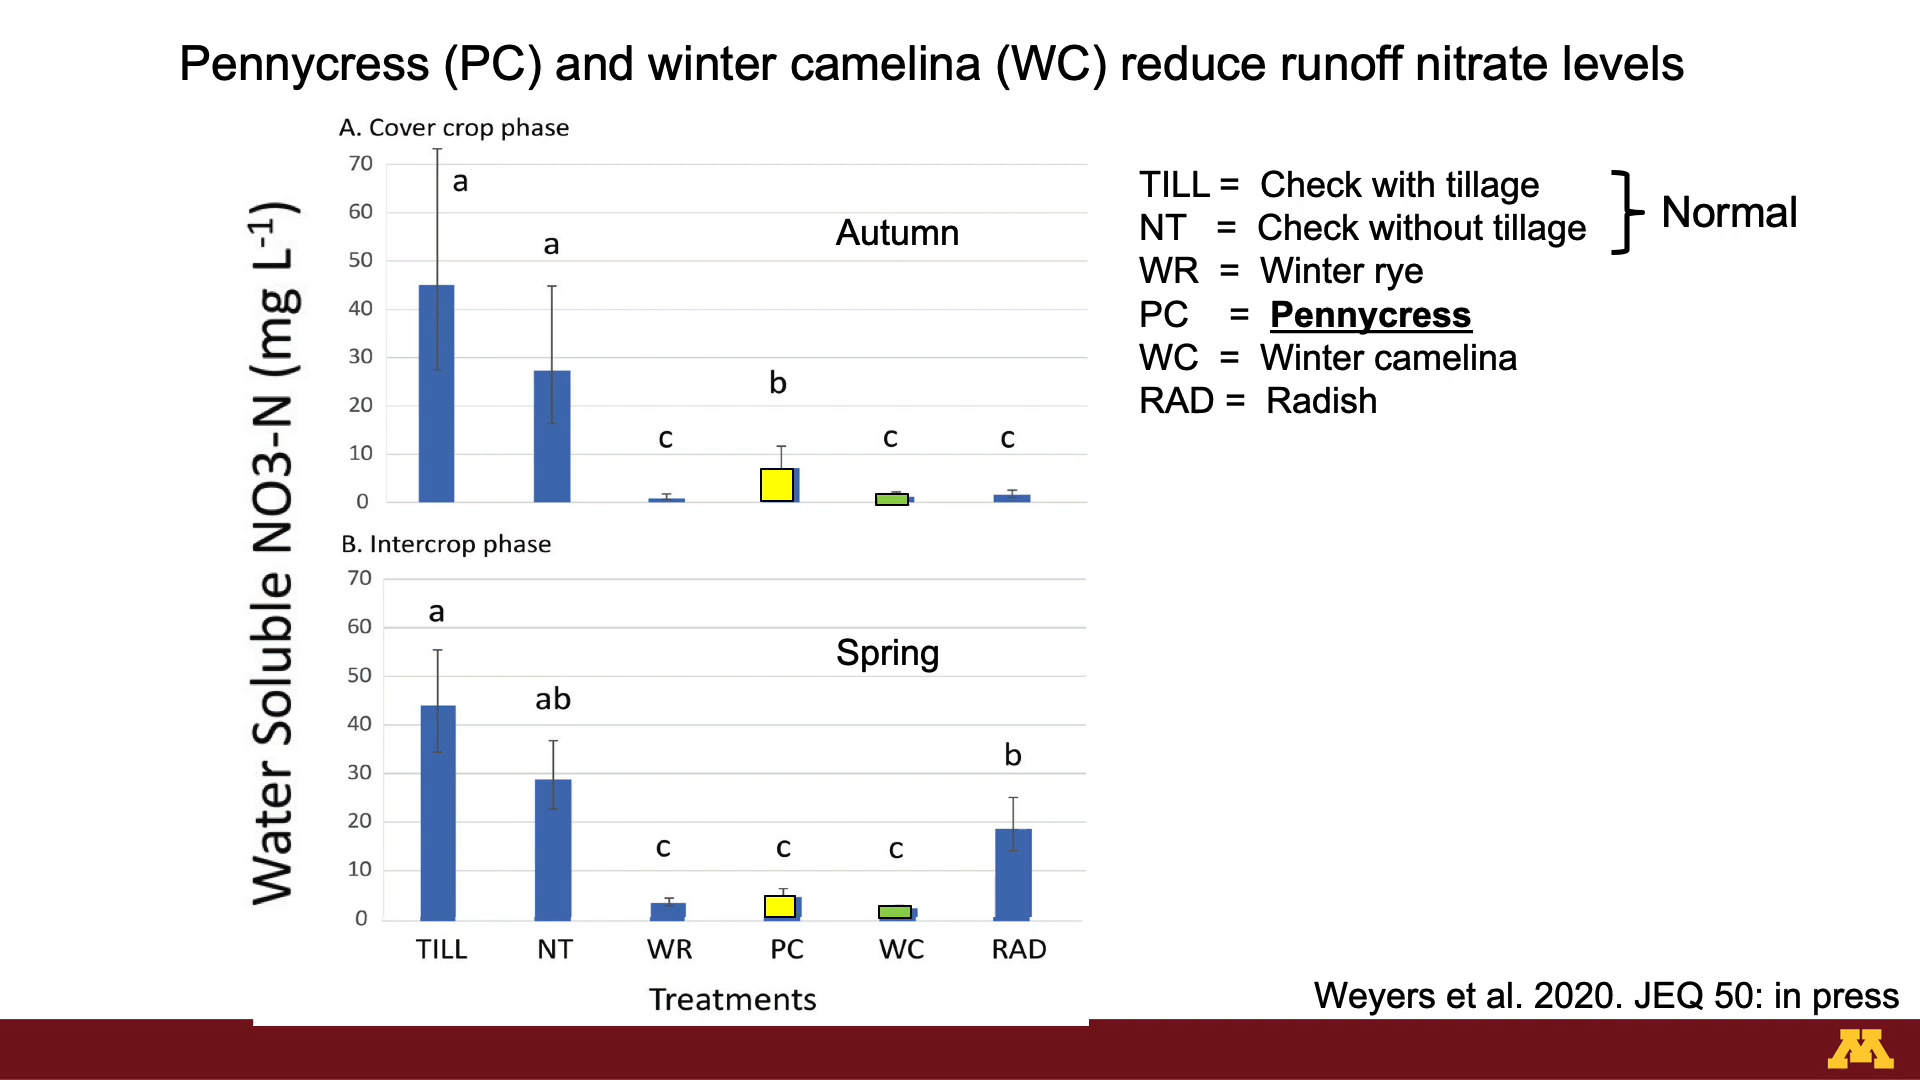 Pennycress (PC) and winter camelina (WC) reduce runoff nitrate levels
Water Soluble NO3-N (mg L-1)
A. Cover crop phase
70
60
50
40
30
20
10
0
a
a
c
b
c
c
Autumn
B. Intercrop phase
70
60
50
40
30
20
10
0
a
ab
c
c
c
b
Spring
TILL NT WR PC WC RAD
Treatments
TILL = Check with tillage
NT = Check without tillage
Normal
WR = Winter rye
PC = Pennycress
WC = Winter camelina
RAD = Radish
Weyers et al. 2020. JEQ 50: in press
M